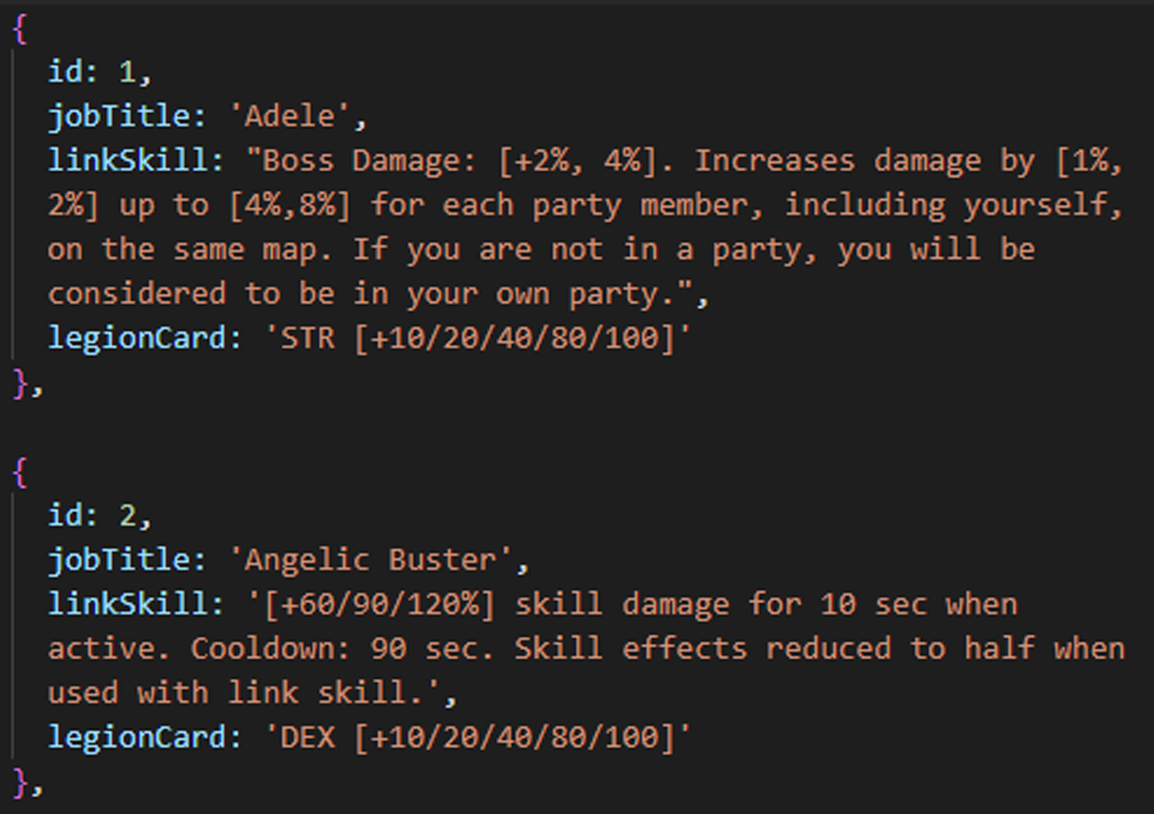 {
id: 1,
jobTitle: 'Adele',
linkSkill: "Boss Damage: [+2%, 4%]. Increases damage by [1%,
2%] up to [4%,8%] for each party member, including yourself,
on the same map. If you are not in a party, you will be
considered to be in your own party.",
legionCard: 'STR [+10/20/40/80/100]'
},
{
id: 2,
jobTitle: 'Angelic Buster',
linkSkill: '[+60/90/120%] skill damage for 10 sec when
active. Cooldown: 90 sec. Skill effects reduced to half when
used with link skill.',
legionCard: 'DEX [+10/20/40/80/100]'
},